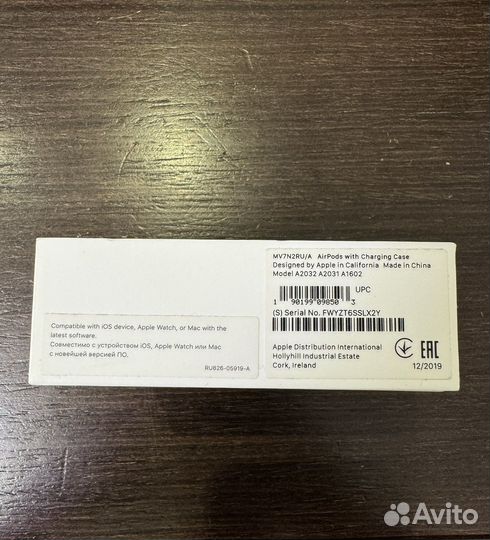 MV7N2RU/A AirPods with Charging Case
Designed by Apple in California Made in China
Model A2032 A2031 A1602
UPC
1 90199 09850 3
(S) Serial No. FWYZT6SSLX2Y
Apple Distribution International
Hollyhill Industrial Estate
Cork, Ireland
EAC
12/2019
Compatible with iOS device, Apple Watch, or Mac with the
latest software.
Совместимо с устройством iOS, Apple Watch или Mac
с новейшей версией ПО.
RU626-05919-A
Avito